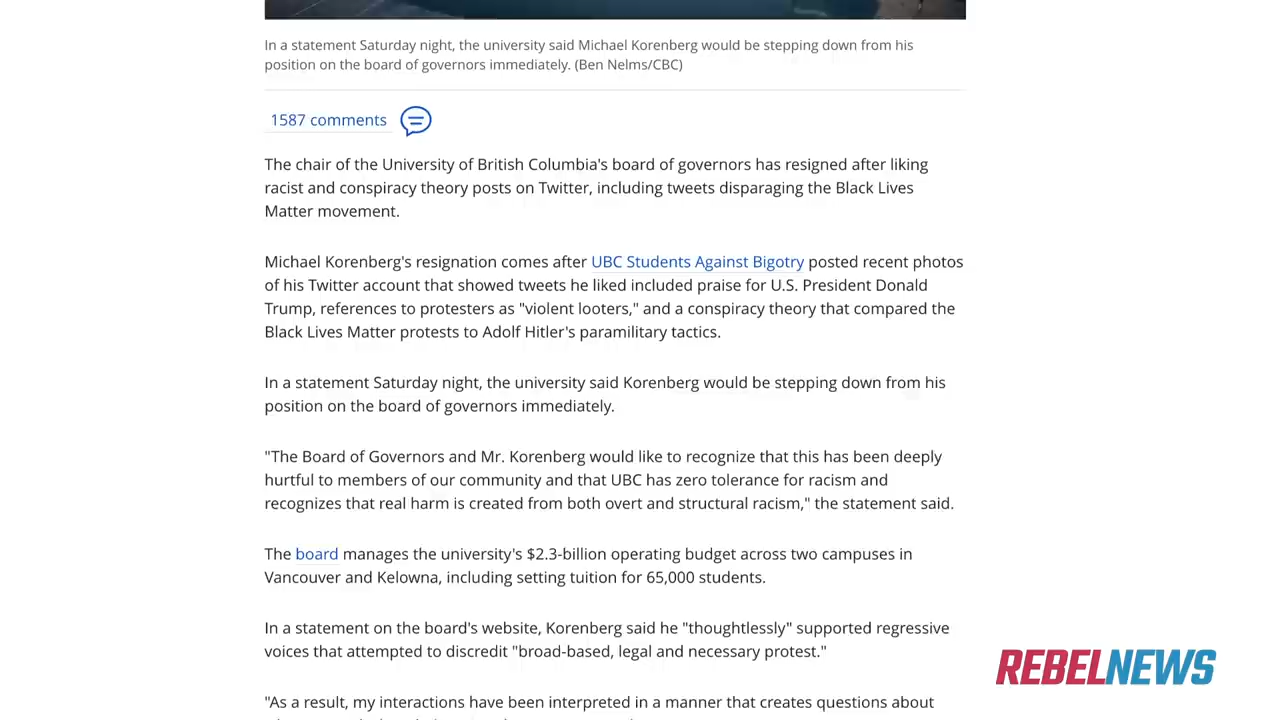 In a statement Saturday night, the university said Michael Korenberg would be stepping down from his
position on the board of governors immediately. (Ben Nelms/CBC)
1587 comments
The chair of the University of British Columbia's board of governors has resigned after liking
racist and conspiracy theory posts on Twitter, including tweets disparaging the Black Lives
Matter movement.
Michael Korenberg's resignation comes after UBC Students Against Bigotry posted recent photos
of his Twitter account that showed tweets he liked included praise for U.S. President Donald
Trump, references to protesters as "violent looters," and a conspiracy theory that compared the
Black Lives Matter protests to Adolf Hitler's paramilitary tactics.
In a statement Saturday night, the university said Korenberg would be stepping down from his
position on the board of governors immediately.
"The Board of Governors and Mr. Korenberg would like to recognize that this has been deeply
hurtful to members of our community and that UBC has zero tolerance for racism and
recognizes that real harm is created from both overt and structural racism," the statement said.
The board manages the university's $2.3-billion operating budget across two campuses in
Vancouver and Kelowna, including setting tuition for 65,000 students.
In a statement on the board's website, Korenberg said he "thoughtlessly" supported regressive
voices that attempted to discredit "broad-based, legal and necessary protest."
"As a result, my interactions have been interpreted in a manner that creates questions about
REBELNEWS